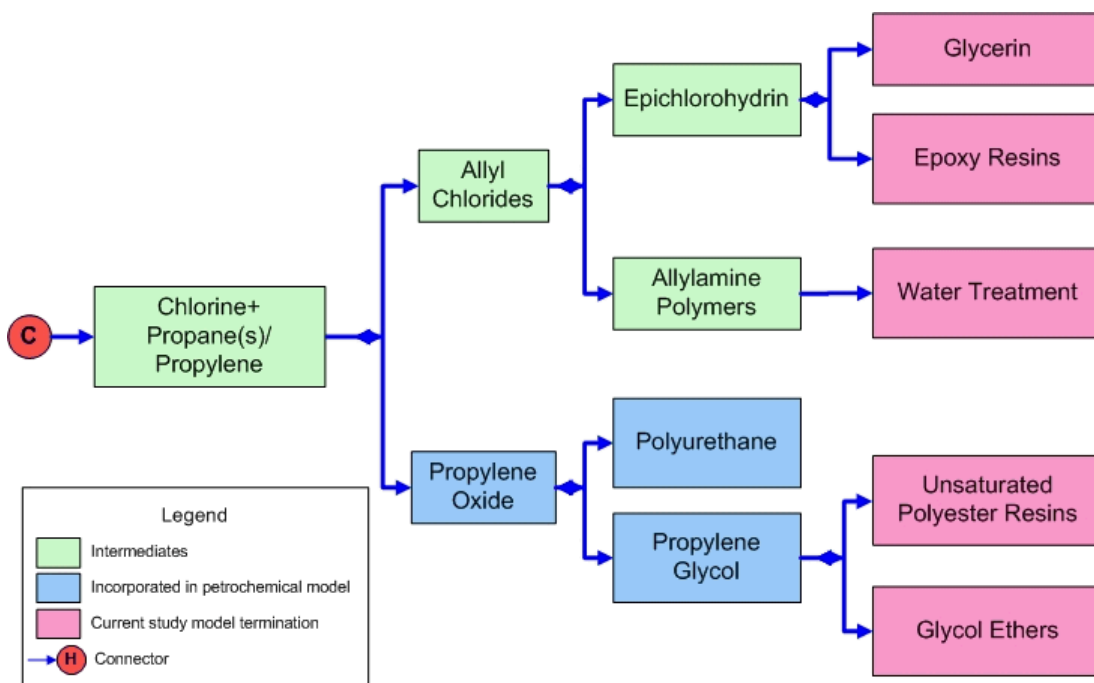 Glycerin
Epichlorohydrin
Epoxy Resins
Allyl
Chlorides
Allylamine
Polymers
Water Treatment
C
Chlorine+
Propane(s)/
Propylene
Polyurethane
Propylene
Oxide
Unsaturated
Polyester Resins
Propylene
Glycol
Glycol Ethers
Legend
Intermediates
Incorporated in petrochemical model
Current study model termination
H
Connector